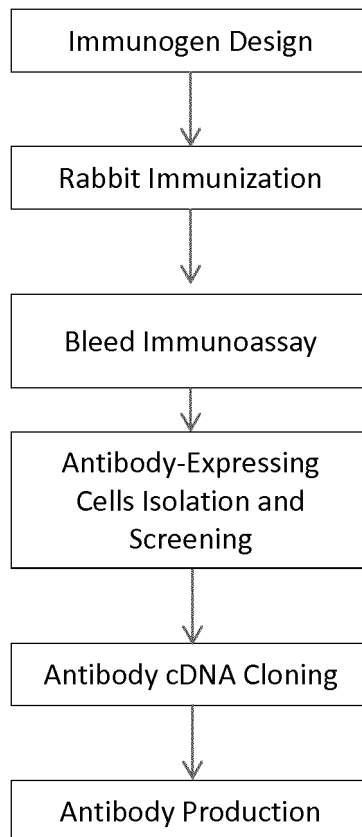 Immunogen Design
Rabbit Immunization
Bleed Immunoassay
Antibody-Expressing
Cells Isolation and
Screening
Antibody cDNA Cloning
Antibody Production